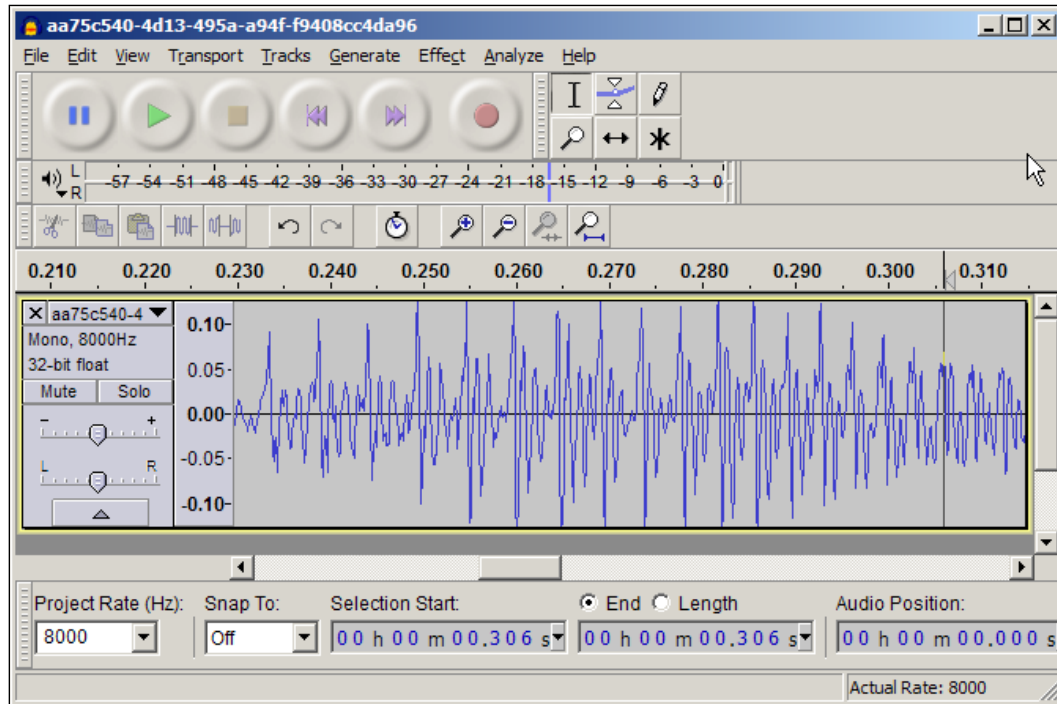 aa75c540-4d13-495a-a94f-f9408cc4da96
File Edit View Transport Tracks Generate Effect Analyze Help
L
R
-57 -54 -51 -48 -45 -42 -39 -36 -33 -30 -27 -24 -21 -18 -15 -12 -9 -6 -3 0
0.210 0.220 0.230 0.240 0.250 0.260 0.270 0.280 0.290 0.300 0.310
X aa75c540-4
Mono, 8000Hz
32-bit float
Mute Solo
- +
L R
0.10-
0.05-
0.00-
-0.05-
-0.10-
Project Rate (Hz): Snap To: Selection Start: End Length Audio Position:
8000 Off 00 h 00 m 00.306 s 00 h 00 m 00.306 s 00 h 00 m 00.000 s
Actual Rate: 8000